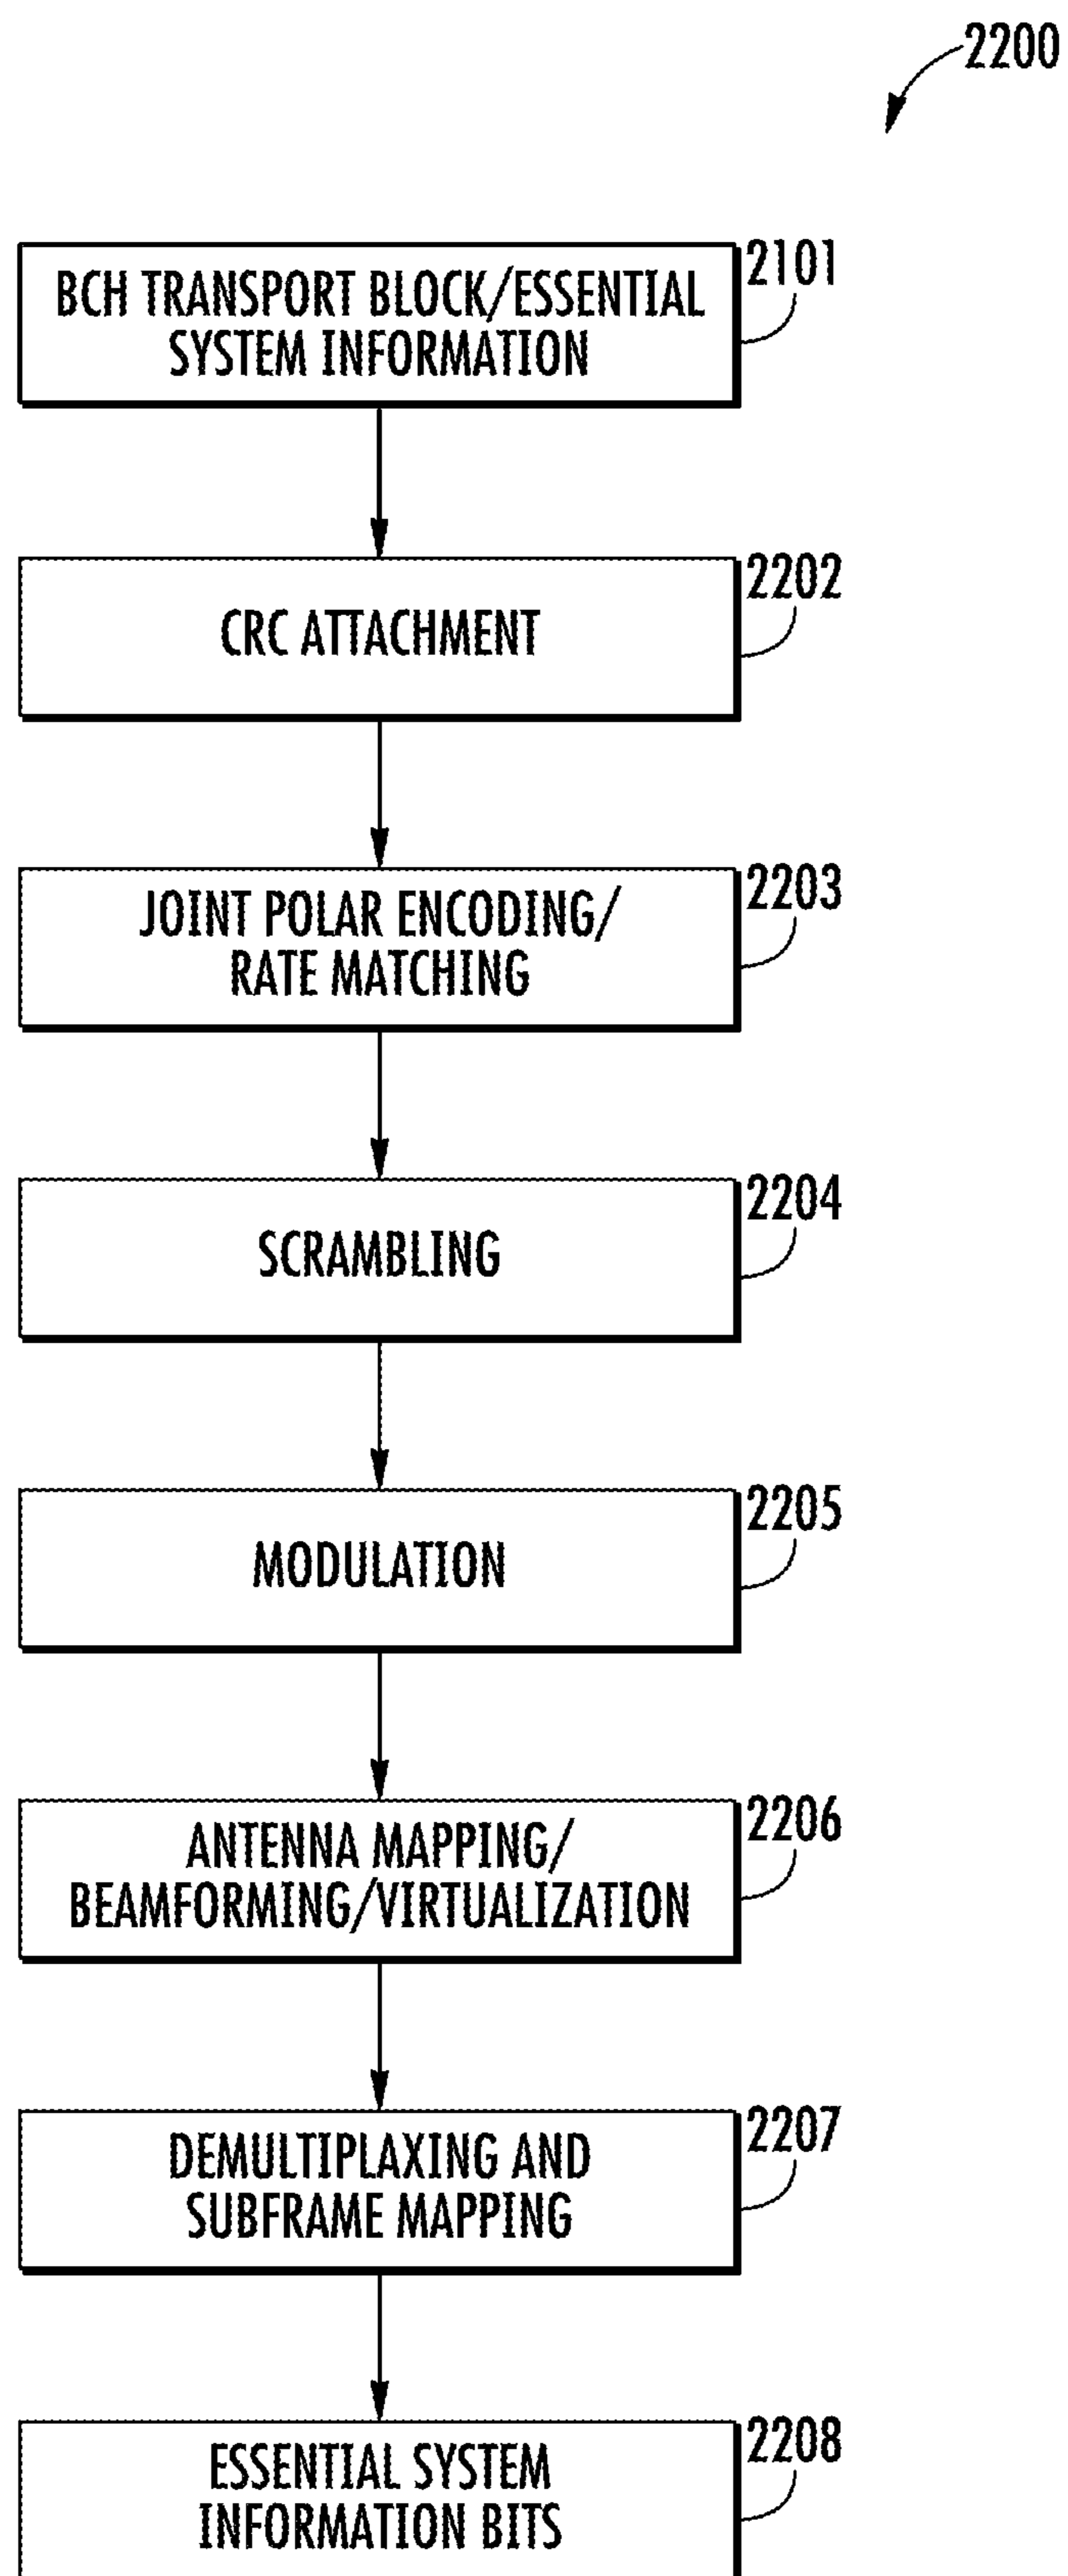 2200
2101
BCH TRANSPORT BLOCK/ESSENTIAL
SYSTEM INFORMATION
2202
CRC ATTACHMENT
2203
JOINT POLAR ENCODING/
RATE MATCHING
2204
SCRAMBLING
2205
MODULATION
2206
ANTENNA MAPPING/
BEAMFORMING/VIRTUALIZATION
2207
DEMULTIPLAXING AND
SUBFRAME MAPPING
2208
ESSENTIAL SYSTEM
INFORMATION BITS